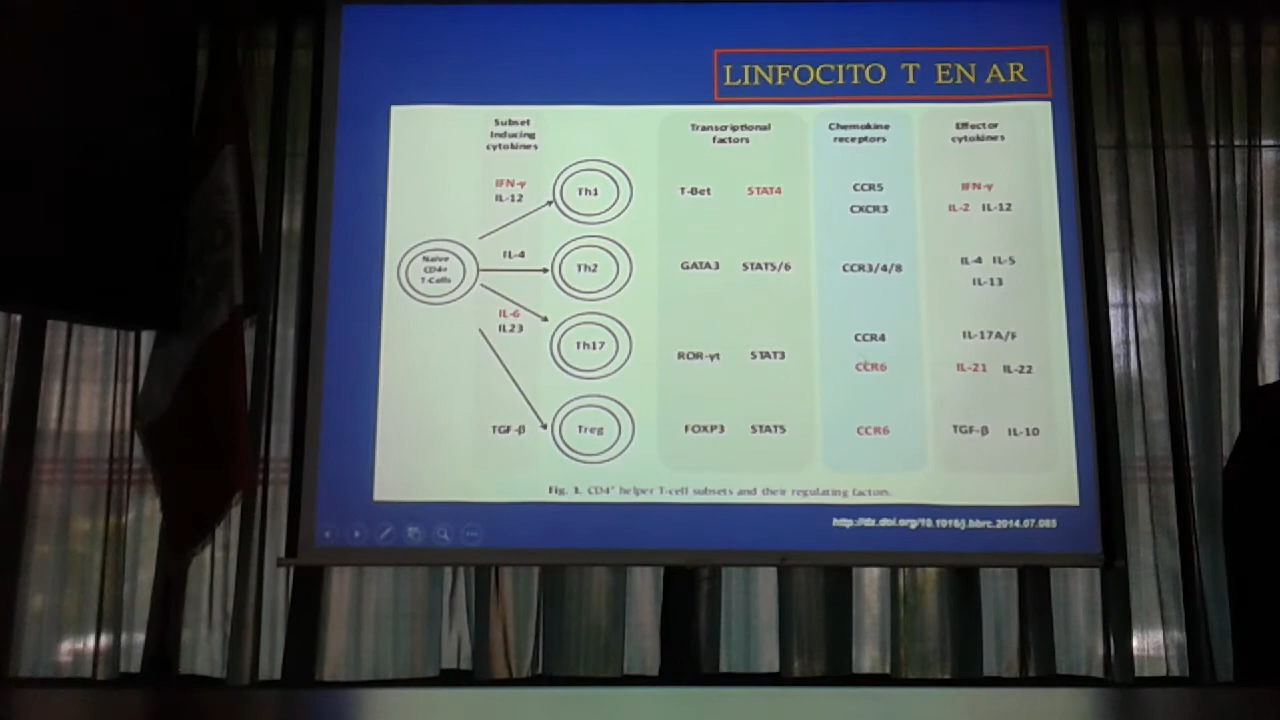 LINFOCITO T EN AR
Subset
Inducing
cytokines
Transcriptional
factors
Chemokine
receptors
Effector
cytokines
IFN-γ
IL-12
Th1
T-Bet STAT4
CCR5
CXCR3
IFN-γ
IL-2 IL-12
Naive
CD4+
T-Cells
IL-4
Th2
GATA3 STAT5/6
CCR3/4/8
IL-4 IL-5
IL-13
IL-6
IL23
Th17
ROR-γt STAT3
CCR4
CCR6
IL-17A/F
IL-21 IL-22
TGF-β
Treg
FOXP3 STAT5
CCR6
TGF-β IL-10
Fig. 1. CD4+ helper T-cell subsets and their regulating factors.
http://dx.doi.org/10.1016/j.bbrc.2014.07.085